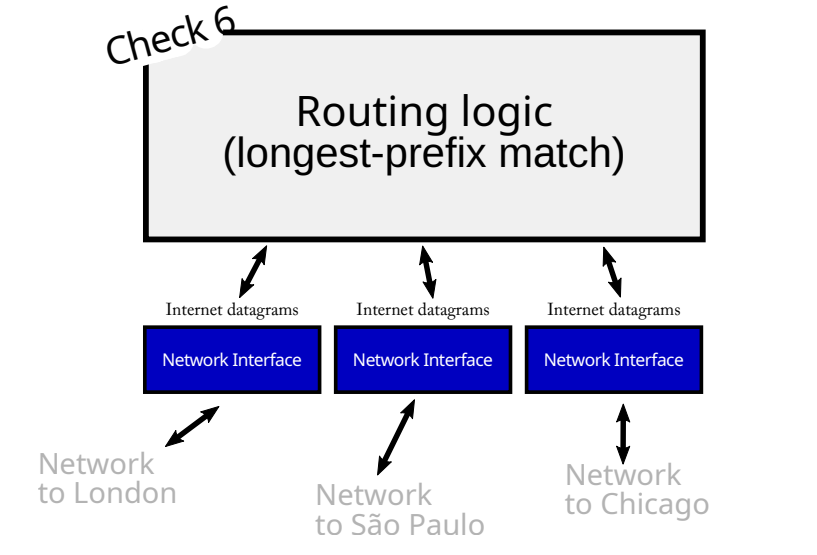 Check 6
Routing logic
(longest-prefix match)
Internet datagrams
Internet datagrams
Internet datagrams
Network Interface
Network Interface
Network Interface
Network
to London
Network
to São Paulo
Network
to Chicago